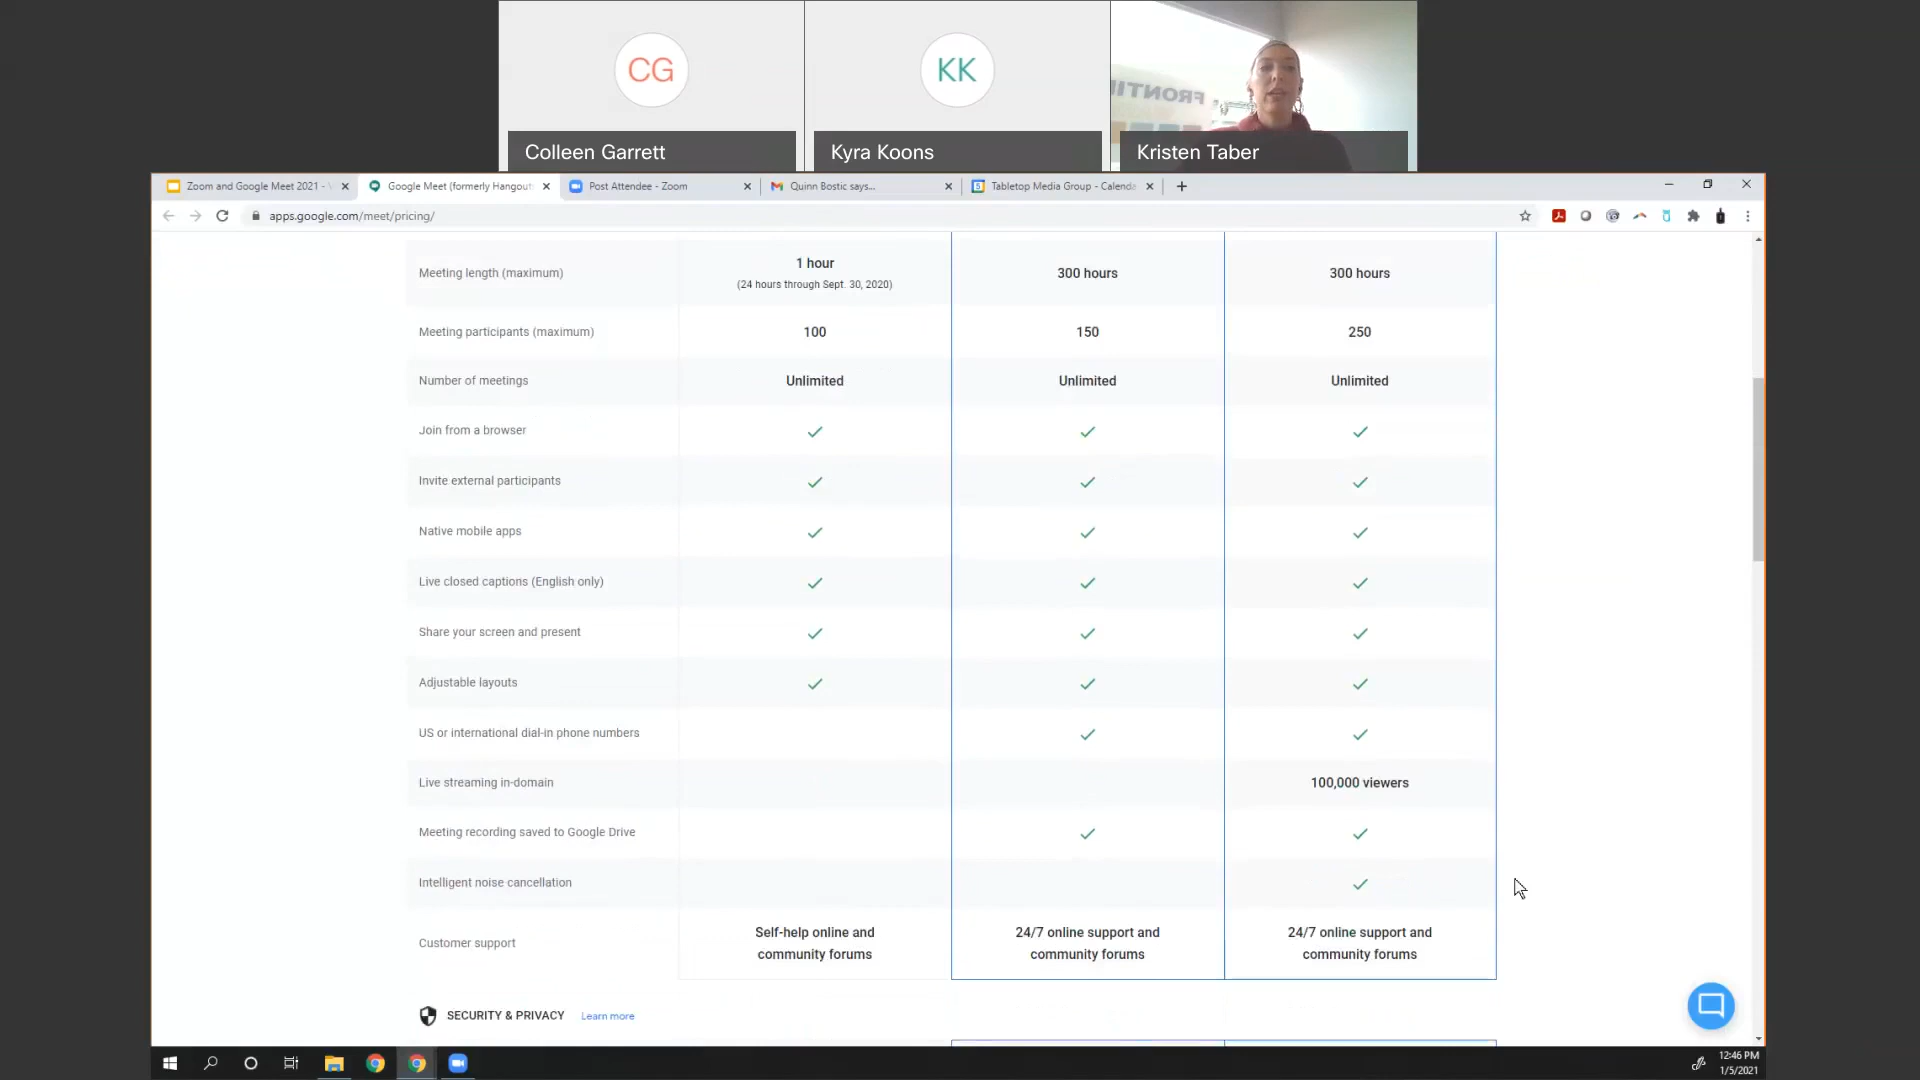 CG
KK
FRONTI
Colleen Garrett
Kyra Koons
Kristen Taber
Zoom and Google Meet 2021 -
Google Meet (formerly Hangout
Post Attendee - Zoom
Quinn Bostic says...
Tabletop Media Group - Calenda
apps.google.com/meet/pricing/
Meeting length (maximum)
1 hour
(24 hours through Sept. 30, 2020)
300 hours
300 hours
Meeting participants (maximum)
100
150
250
Number of meetings
Unlimited
Unlimited
Unlimited
Join from a browser
Invite external participants
Native mobile apps
Live closed captions (English only)
Share your screen and present
Adjustable layouts
US or international dial-in phone numbers
Live streaming in-domain
100,000 viewers
Meeting recording saved to Google Drive
Intelligent noise cancellation
Customer support
Self-help online and
community forums
24/7 online support and
community forums
24/7 online support and
community forums
SECURITY & PRIVACY Learn more
12:46 PM
1/5/2021